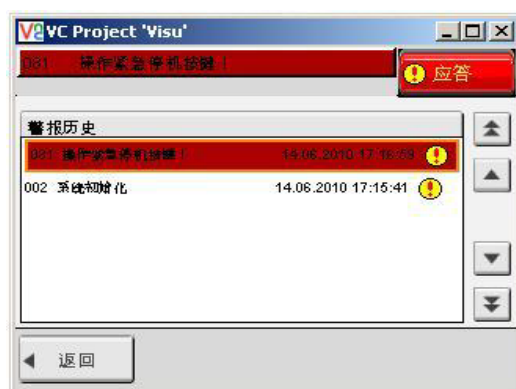 VC Project 'Visu'
031 操作紧急停机按键!
应答
警报历史
031 操作紧急停机按键! 14.06.2010 17:16:59
002 系统初始化 14.06.2010 17:15:41
返回